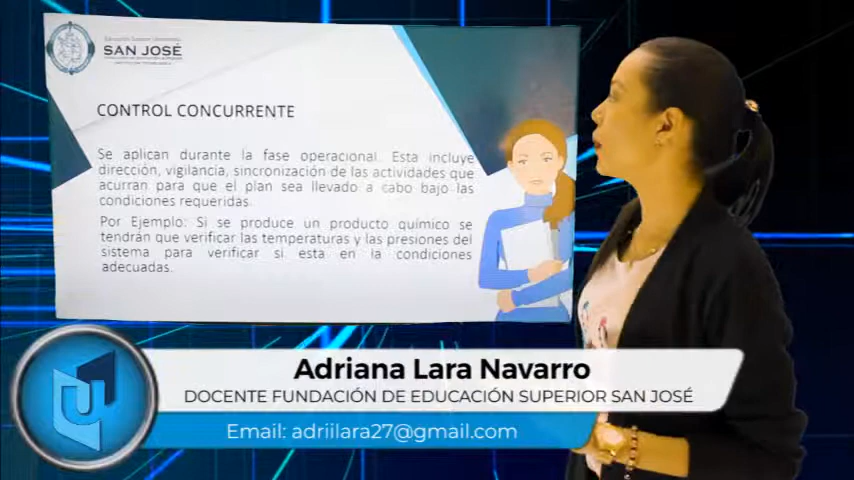 SAN JOSÉ
CONTROL CONCURRENTE
Se aplican durante la fase operacional. Esta incluye
dirección, vigilancia, sincronización de las actividades que
acurran para que el plan sea llevado a cabo bajo las
condiciones requeridas.
Por Ejemplo: Si se produce un producto químico se
tendrán que verificar las temperaturas y las presiones del
sistema para verificar si esta en la condiciones
adecuadas.
Adriana Lara Navarro
DOCENTE FUNDACIÓN DE EDUCACIÓN SUPERIOR SAN JOSÉ
Email: adriilara27@gmail.com